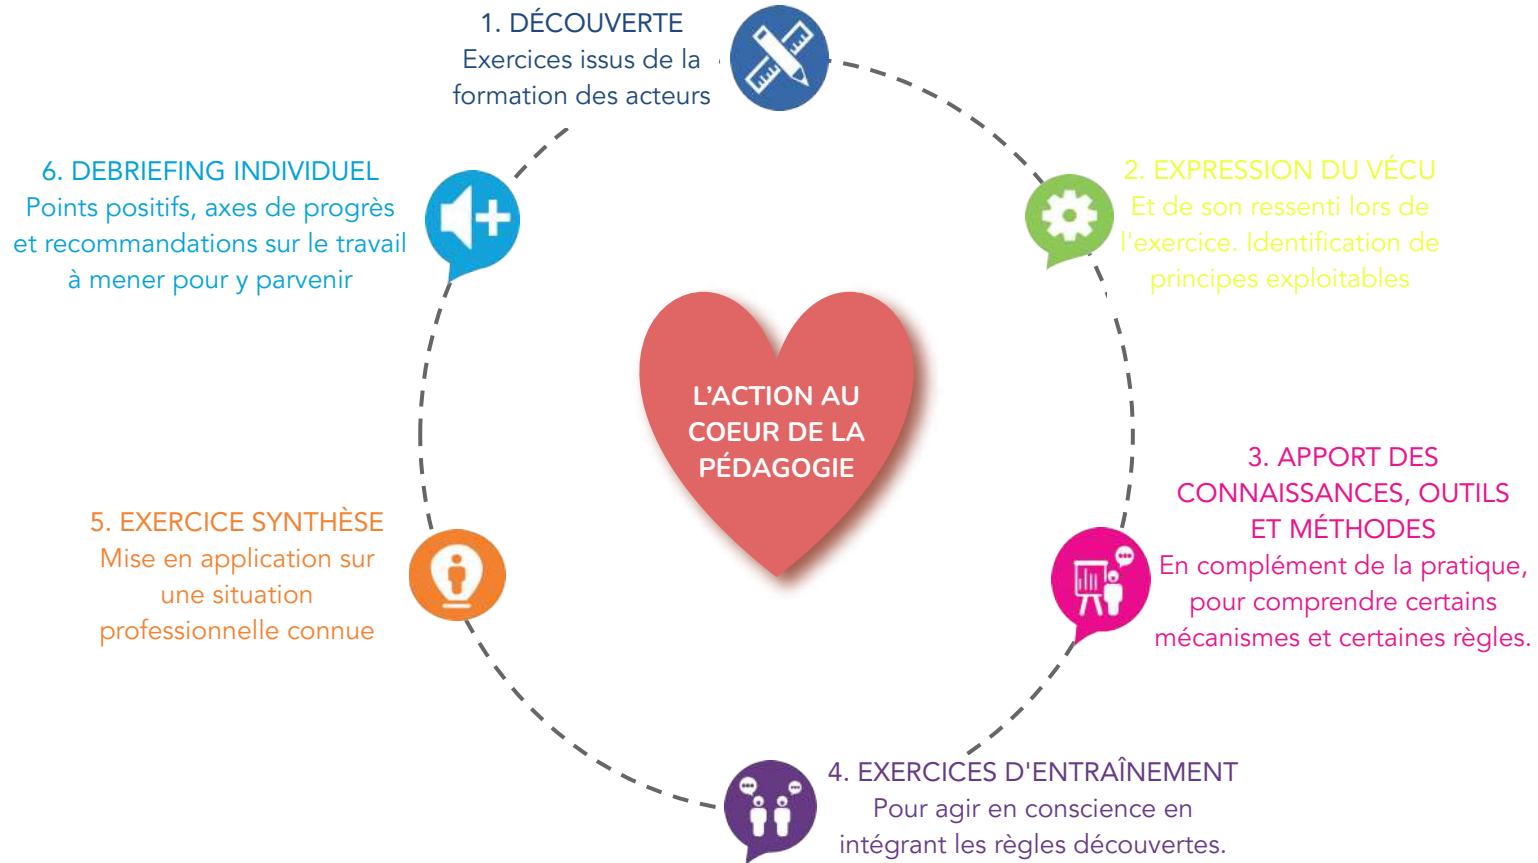 1. DÉCOUVERTE
Exercices issus de la
formation des acteurs
2. EXPRESSION DU VÉCU
Et de son ressenti lors de
l'exercice. Identification de
principes exploitables
3. APPORT DES
CONNAISSANCES, OUTILS
ET MÉTHODES
En complément de la pratique,
pour comprendre certains
mécanismes et certaines règles.
4. EXERCICES D'ENTRAÎNEMENT
Pour agir en conscience en
intégrant les règles découvertes.
5. EXERCICE SYNTHÈSE
Mise en application sur
une situation
professionnelle connue
6. DEBRIEFING INDIVIDUEL
Points positifs, axes de progrès
et recommandations sur le travail
à mener pour y parvenir
L’ACTION AU
COEUR DE LA
PÉDAGOGIE